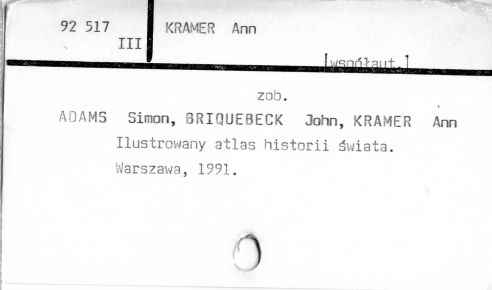 92 517 KRAMER Ann
III
[współaut.]
zob.
ADAMS Simon, BRIQUEBECK John, KRAMER Ann
Ilustrowany atlas historii świata.
Warszawa, 1991.